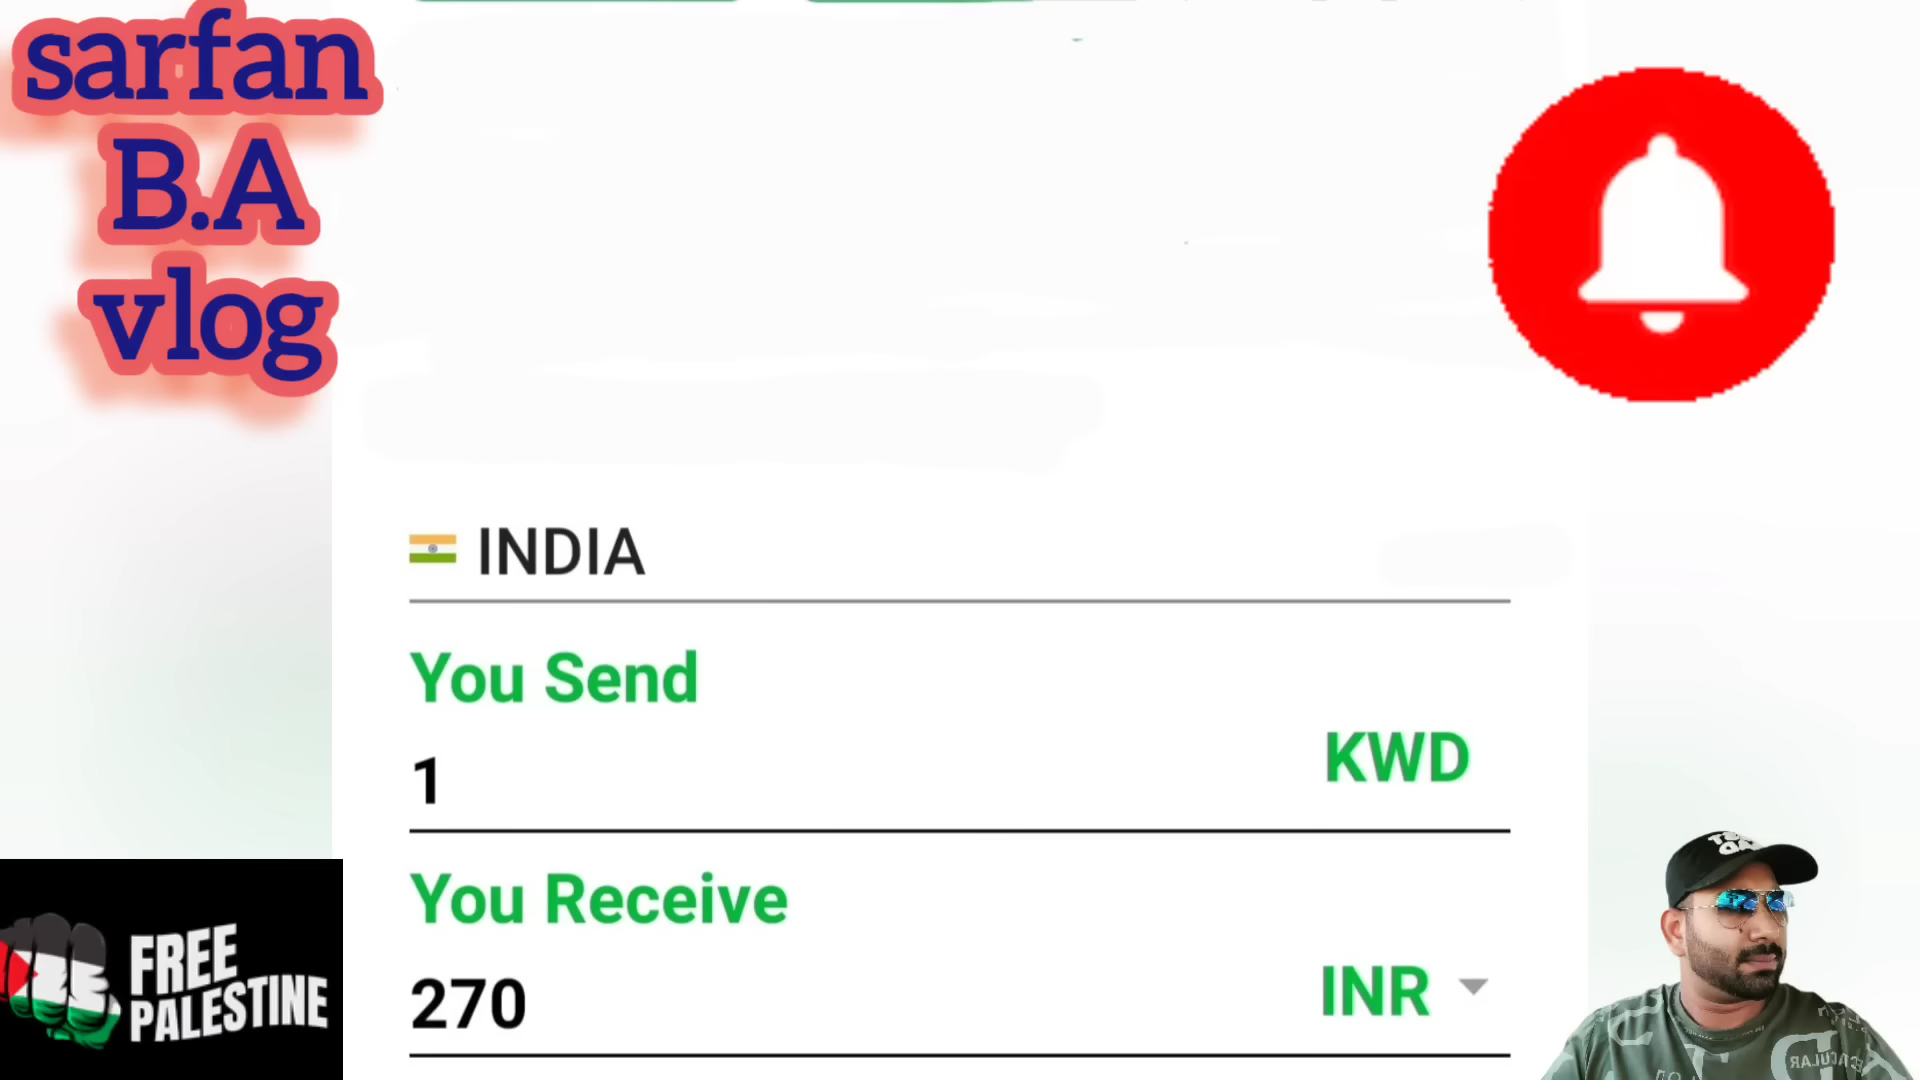 sarfan
B.A
vlog
INDIA
You Send
1
KWD
You Receive
270
INR
FREE
PALESTINE